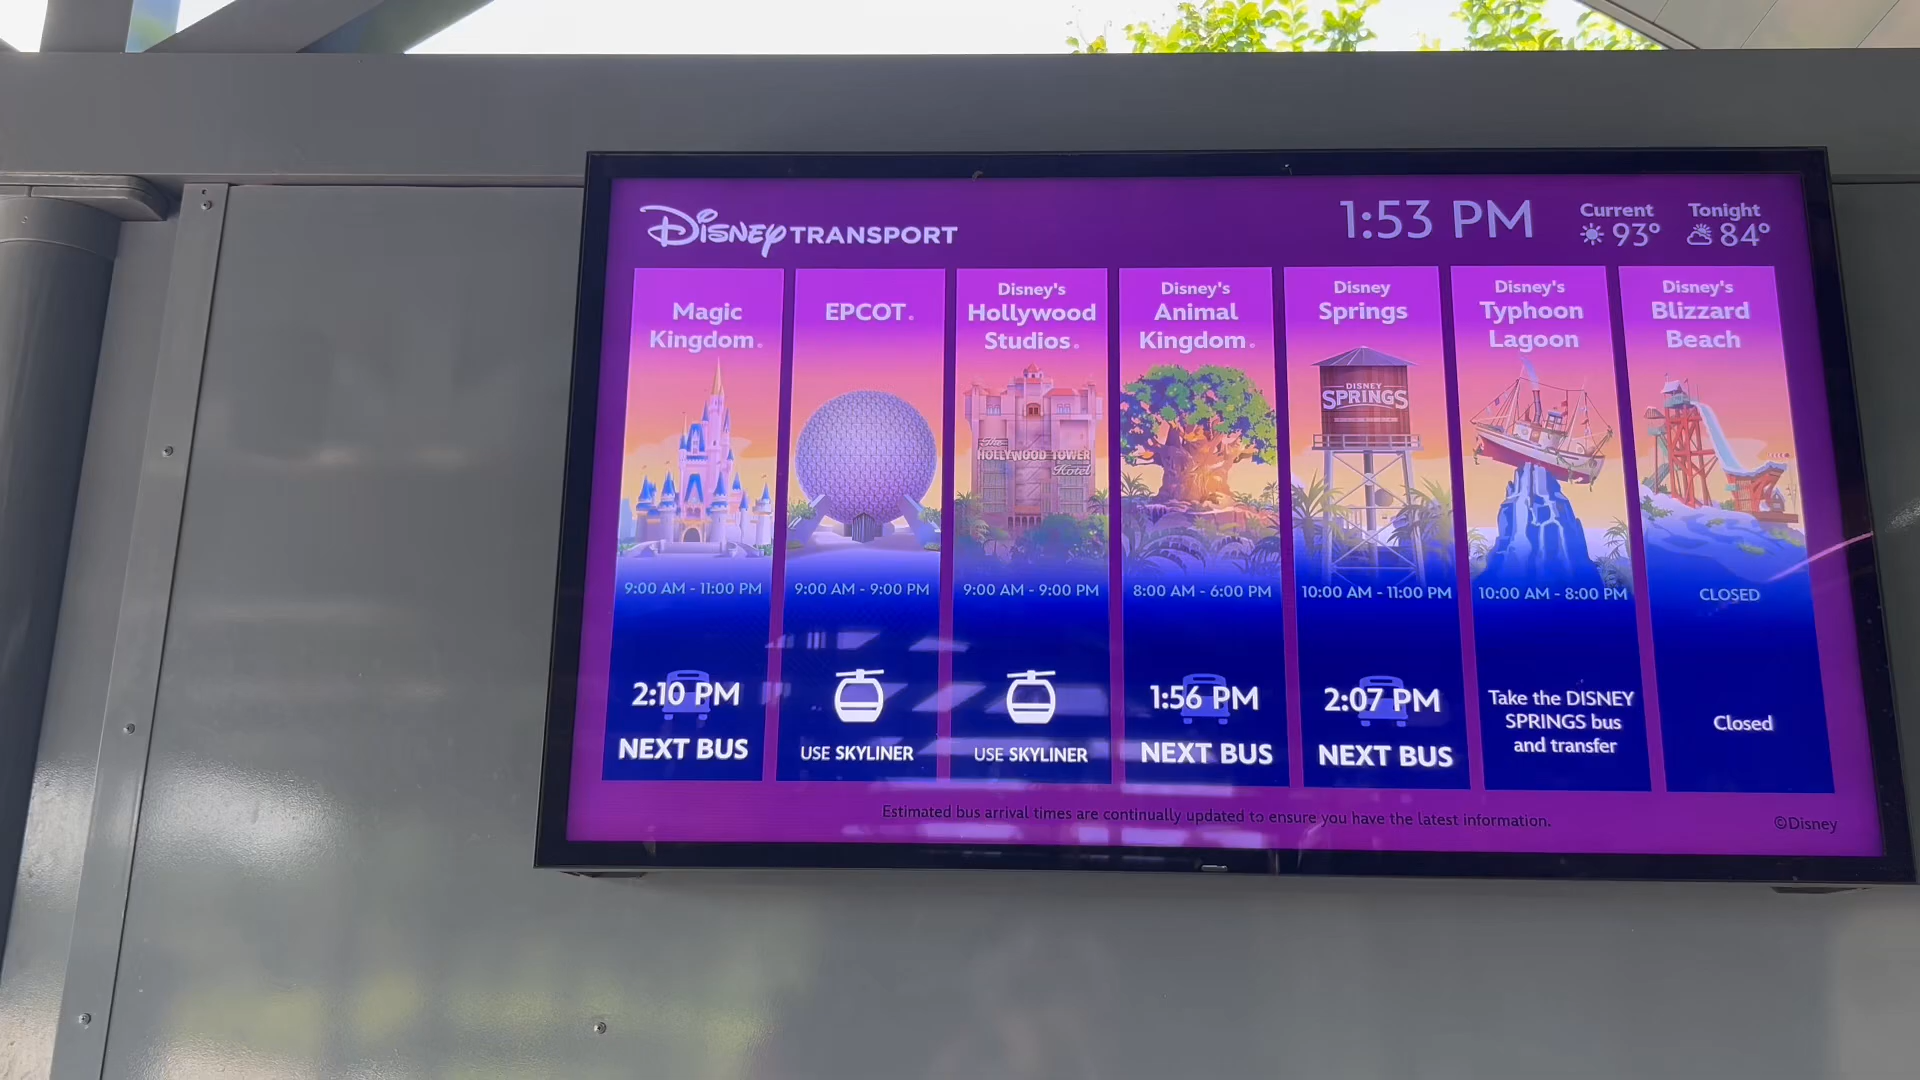 DISNEY TRANSPORT
1:53 PM
Current
93°
Tonight
84°
Magic
Kingdom®
9:00 AM - 11:00 PM
2:10 PM
NEXT BUS
EPCOT®
9:00 AM - 9:00 PM
USE SKYLINER
Disney's
Hollywood
Studios®
The
HOLLYWOOD TOWER
Hotel
9:00 AM - 9:00 PM
USE SKYLINER
Disney's
Animal
Kingdom®
8:00 AM - 6:00 PM
1:56 PM
NEXT BUS
Disney
Springs
DISNEY
SPRINGS
10:00 AM - 11:00 PM
2:07 PM
NEXT BUS
Disney's
Typhoon
Lagoon
10:00 AM - 8:00 PM
Take the DISNEY
SPRINGS bus
and transfer
Disney's
Blizzard
Beach
CLOSED
Closed
Estimated bus arrival times are continually updated to ensure you have the latest information.
©Disney